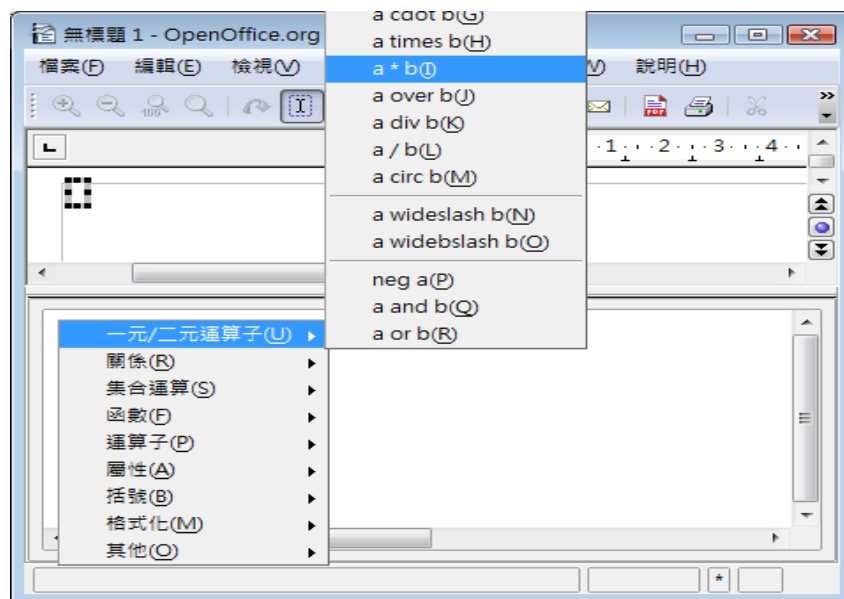 無標題 1 - OpenOffice.org
檔案(F) 編輯(E) 檢視(V) W) 說明(H)
100
PDF
1 2 3 4
a cdot b(G)
a times b(H)
a * b(I)
a over b(J)
a div b(K)
a / b(L)
a circ b(M)
a wideslash b(N)
a widebslash b(O)
neg a(P)
a and b(Q)
a or b(R)
一元/二元運算子(U)
關係(R)
集合運算(S)
函數(F)
運算子(P)
屬性(A)
括號(B)
格式化(M)
其他(O)
*